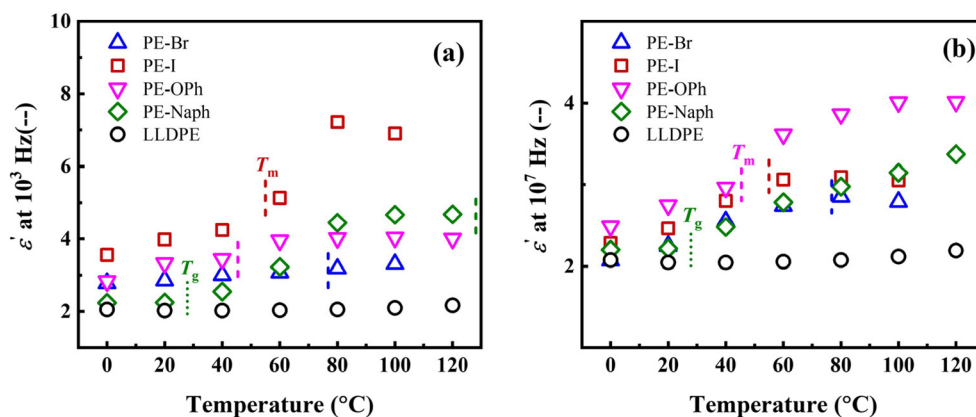 ε' at 10³ Hz(--)
10
8
6
4
2
PE-Br
PE-I
PE-OPh
PE-Naph
LLDPE
(a)
Tm
Tg
0 20 40 60 80 100 120
Temperature (°C)
ε' at 10⁷ Hz (--)
4
2
PE-Br
PE-I
PE-OPh
PE-Naph
LLDPE
(b)
Tm
Tg
0 20 40 60 80 100 120
Temperature (°C)